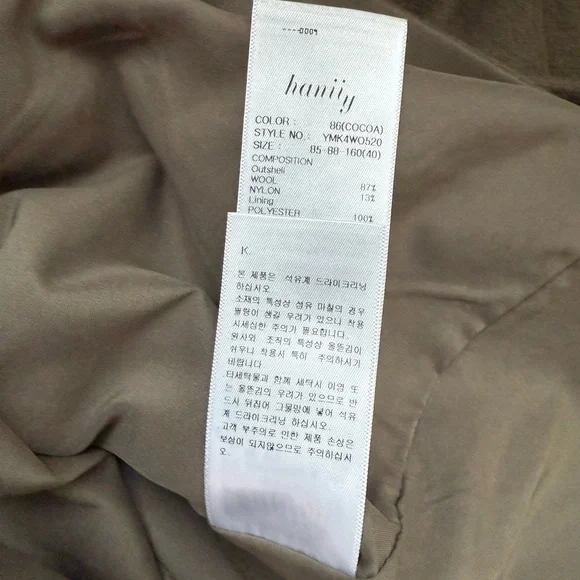 ----0009
haniiy
COLOR : 86(COCOA)
STYLE NO.: YMK4WO520
SIZE : 85-88-160(40)
COMPOSITION
Outshell
WOOL 87%
NYLON 13%
Lining
POLYESTER 100%
K.
본 제품은 석유계 드라이크리닝
하십시오.
소재의 특성상 섬유 마찰의 경우
필링이 생길 우려가 있으니 착용
시세심한 주의가 필요합니다.
원사와 조직의 특성상 올뜯김이
쉬우니 착용시 특히 주의하시기
바랍니다.
타세탁물과 함께 세탁시 이염 또
는 올뜯김의 우려가 있으므로 반
드시 뒤집어 그물망에 넣어 석유
계 드라이크리닝 하십시오.
고객 부주의로 인한 제품 손상은
보상이 되지않으므로 주의하십시
오.